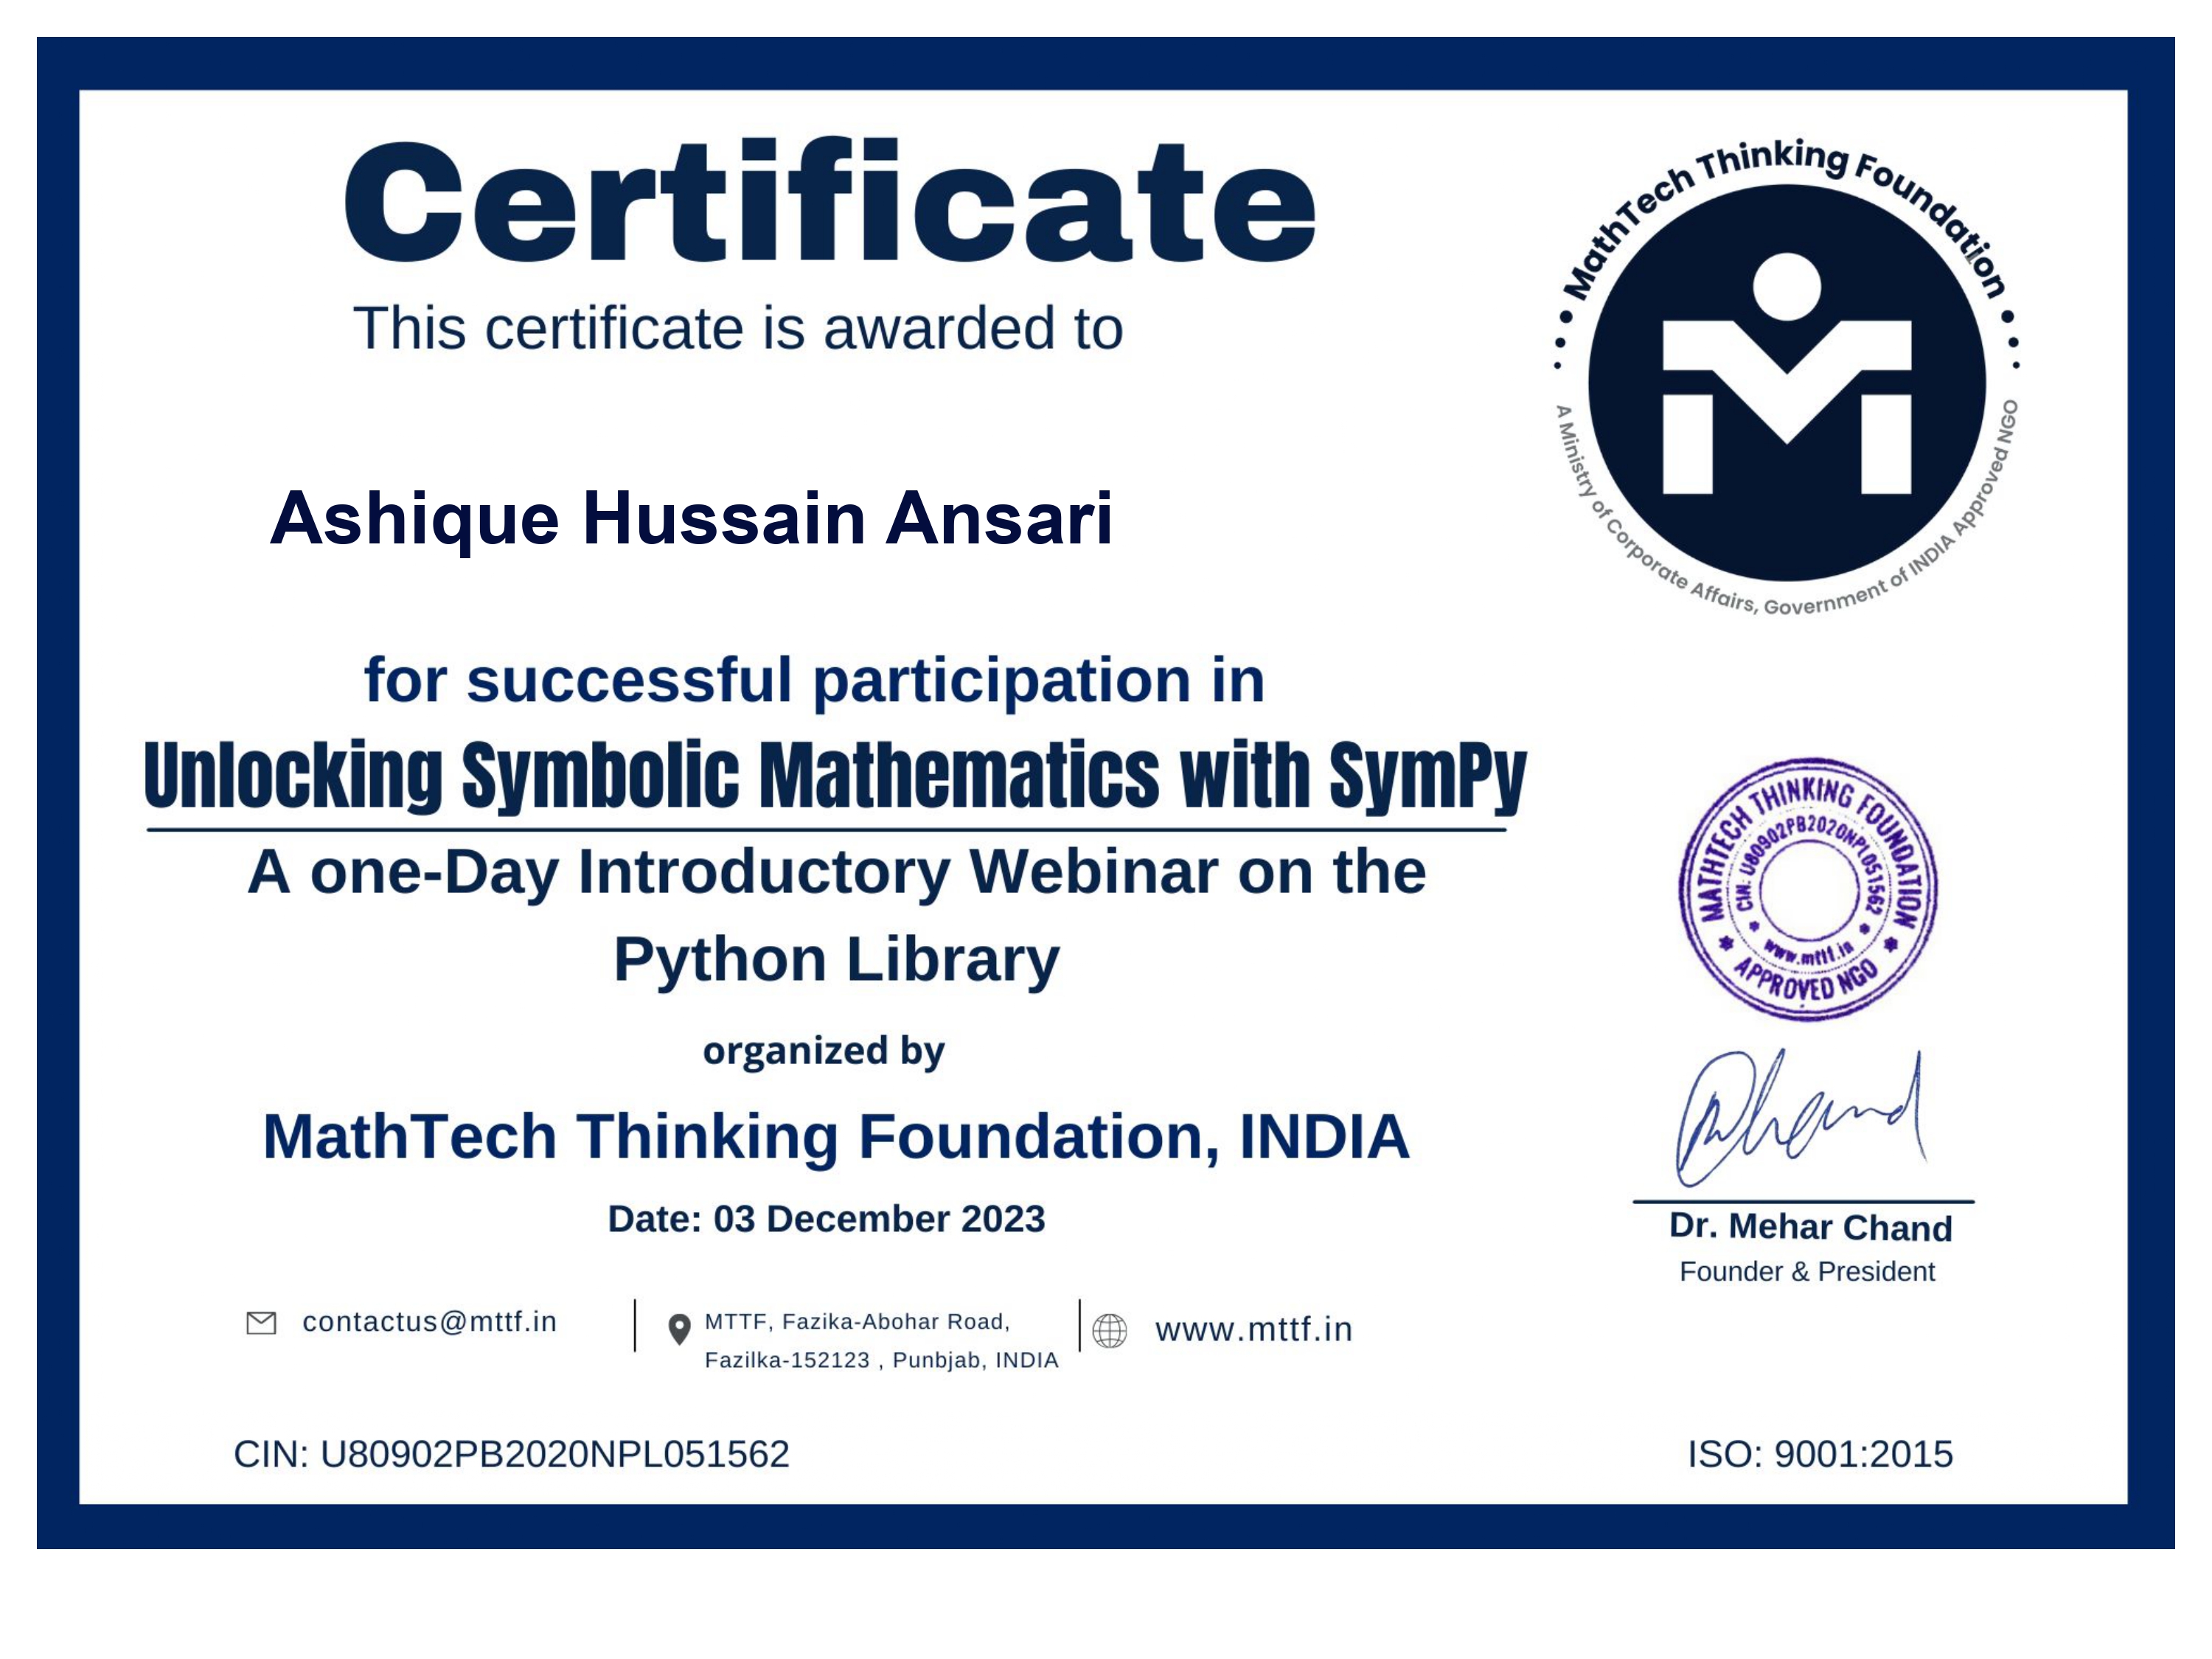 Certificate
This certificate is awarded to
Ashique Hussain Ansari
for successful participation in
Unlocking Symbolic Mathematics with SymPy
A one-Day Introductory Webinar on the
Python Library
organized by
MathTech Thinking Foundation, INDIA
Date: 03 December 2023
contactus@mttf.in
MTTF, Fazika-Abohar Road,
Fazilka-152123 , Punbjab, INDIA
www.mttf.in
CIN: U80902PB2020NPL051562
MathTech Thinking Foundation
A Ministry of Corporate Affairs, Government of INDIA Approved NGO
MATHTECH THINKING FOUNDATION
CIN: U80902PB2020NPL051562
www.mttf.in
APPROVED NGO
Dr. Mehar Chand
Founder & President
ISO: 9001:2015